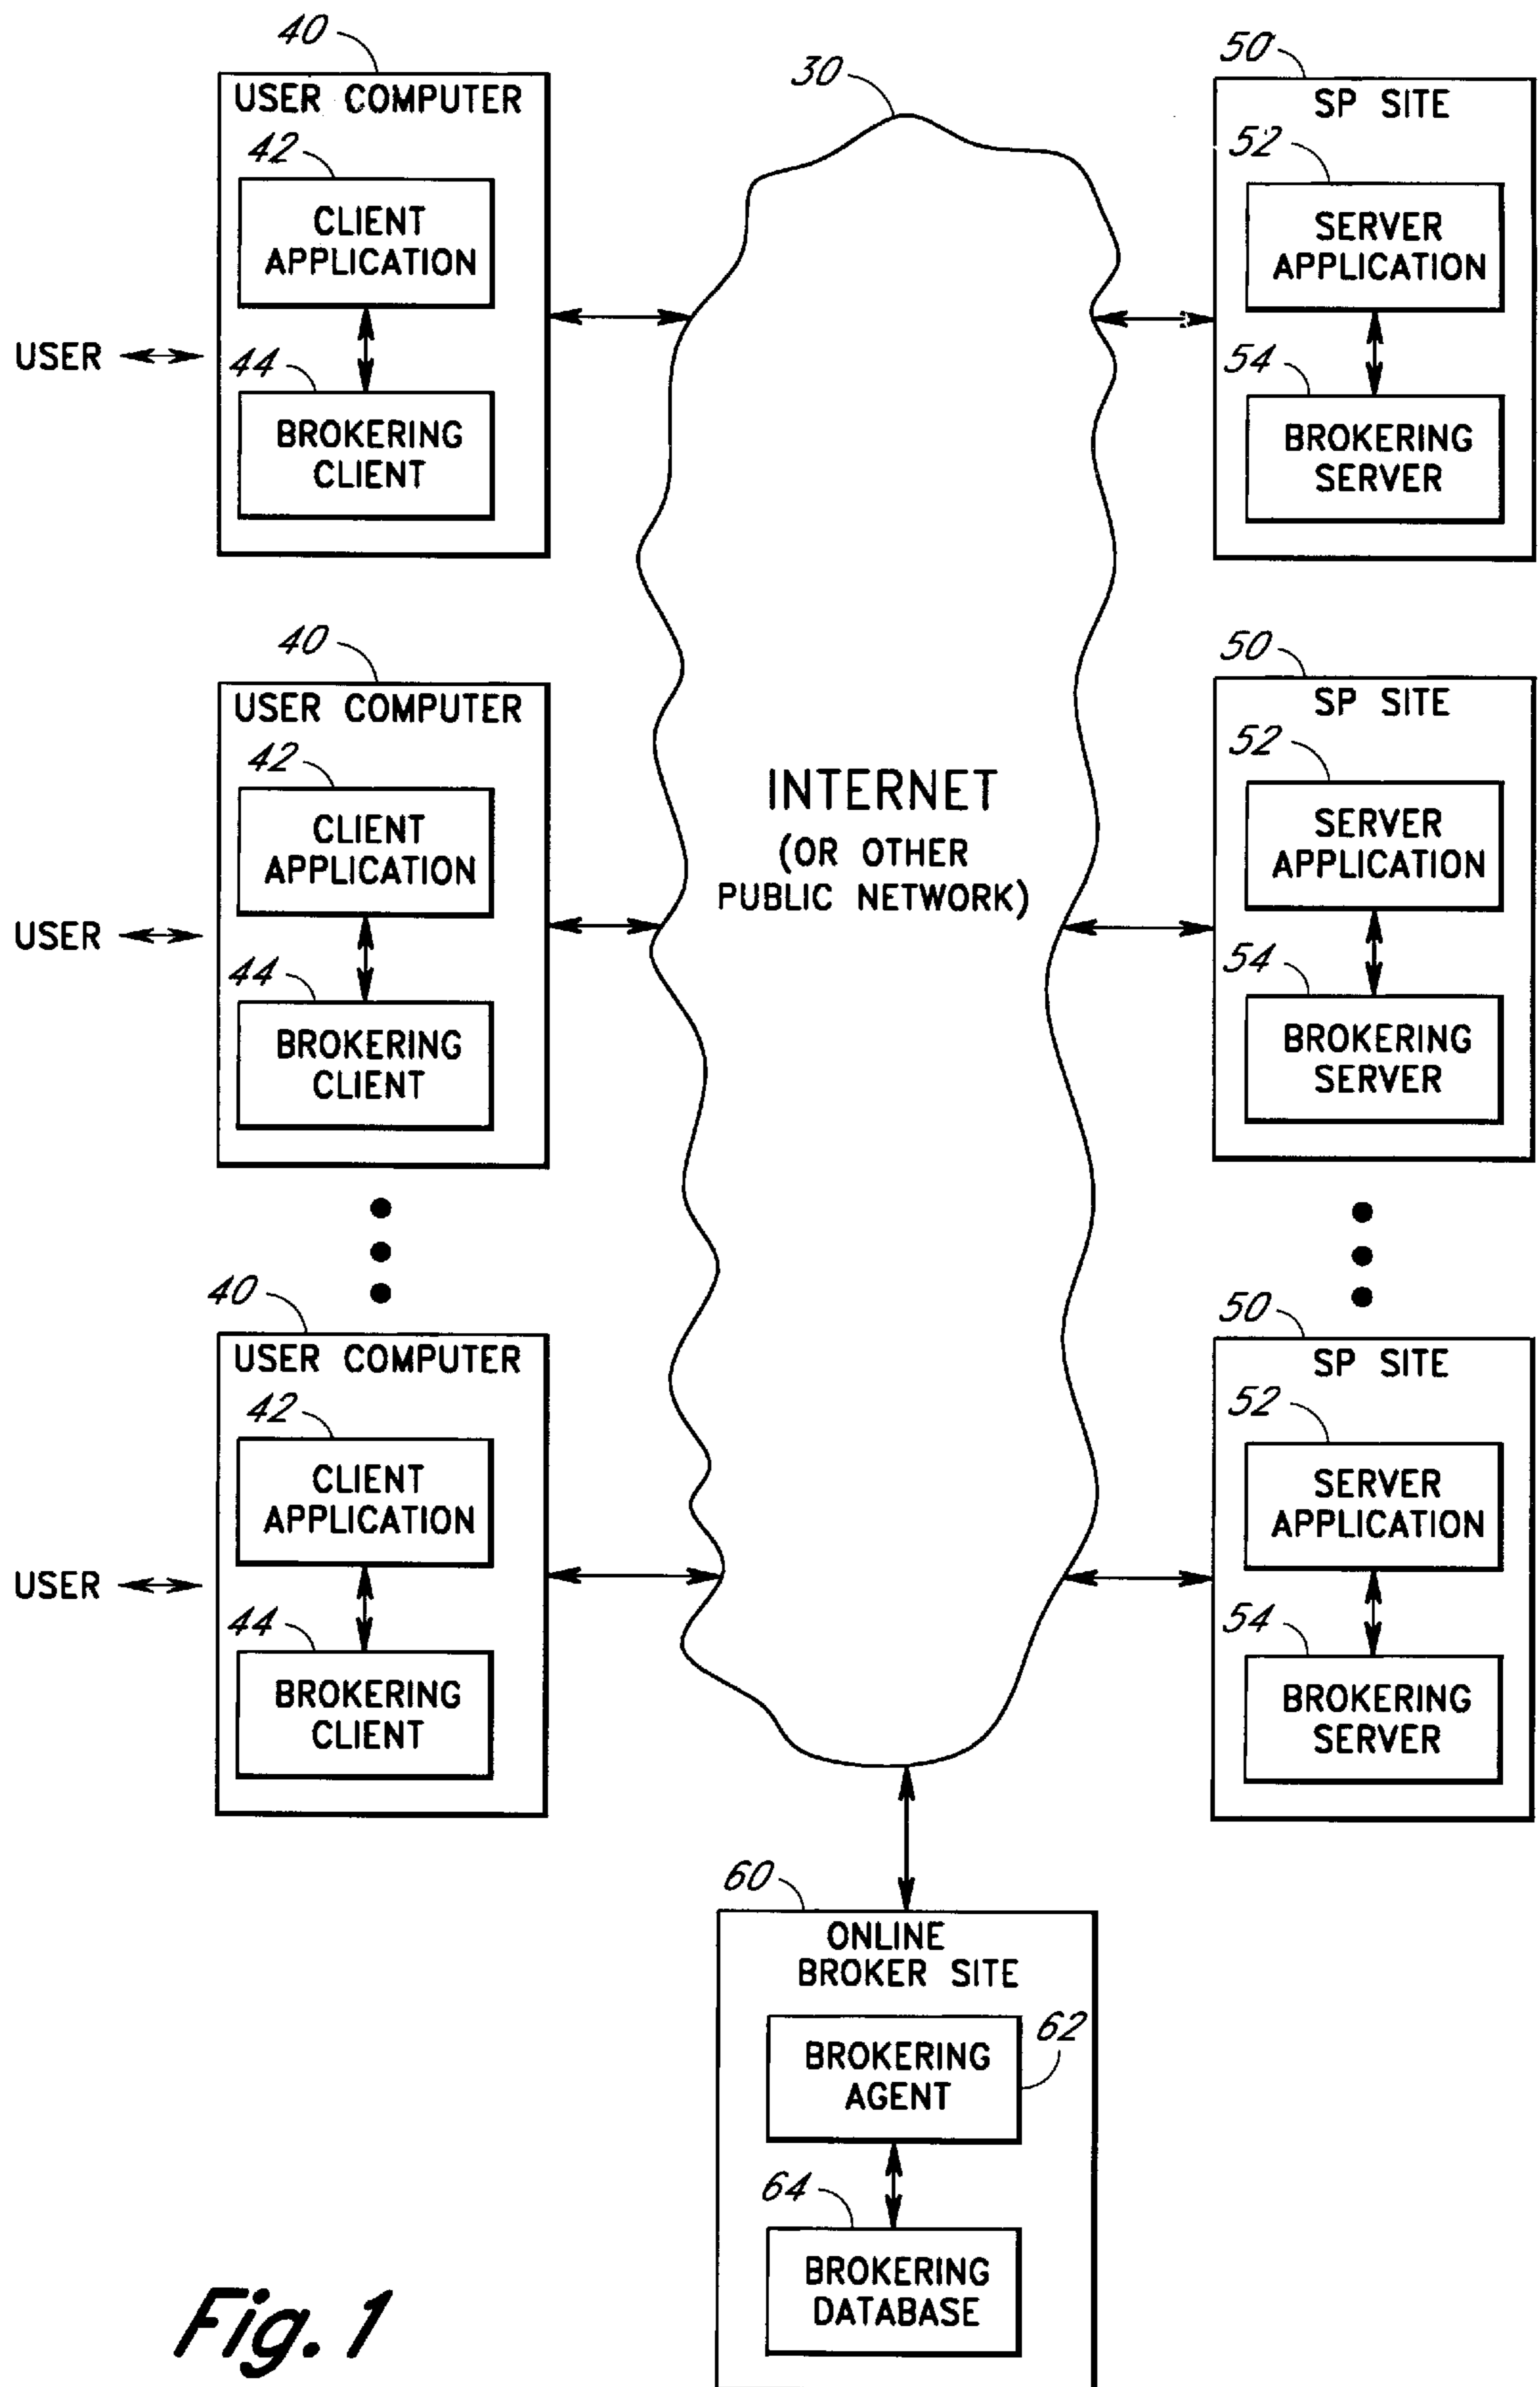 40
USER COMPUTER
42
CLIENT
APPLICATION
USER
44
BROKERING
CLIENT
40
USER COMPUTER
42
CLIENT
APPLICATION
USER
44
BROKERING
CLIENT
40
USER COMPUTER
42
CLIENT
APPLICATION
USER
44
BROKERING
CLIENT
30
INTERNET
(OR OTHER
PUBLIC NETWORK)
50
SP SITE
52
SERVER
APPLICATION
54
BROKERING
SERVER
50
SP SITE
52
SERVER
APPLICATION
54
BROKERING
SERVER
50
SP SITE
52
SERVER
APPLICATION
54
BROKERING
SERVER
60
ONLINE
BROKER SITE
62
BROKERING
AGENT
64
BROKERING
DATABASE
Fig. 1